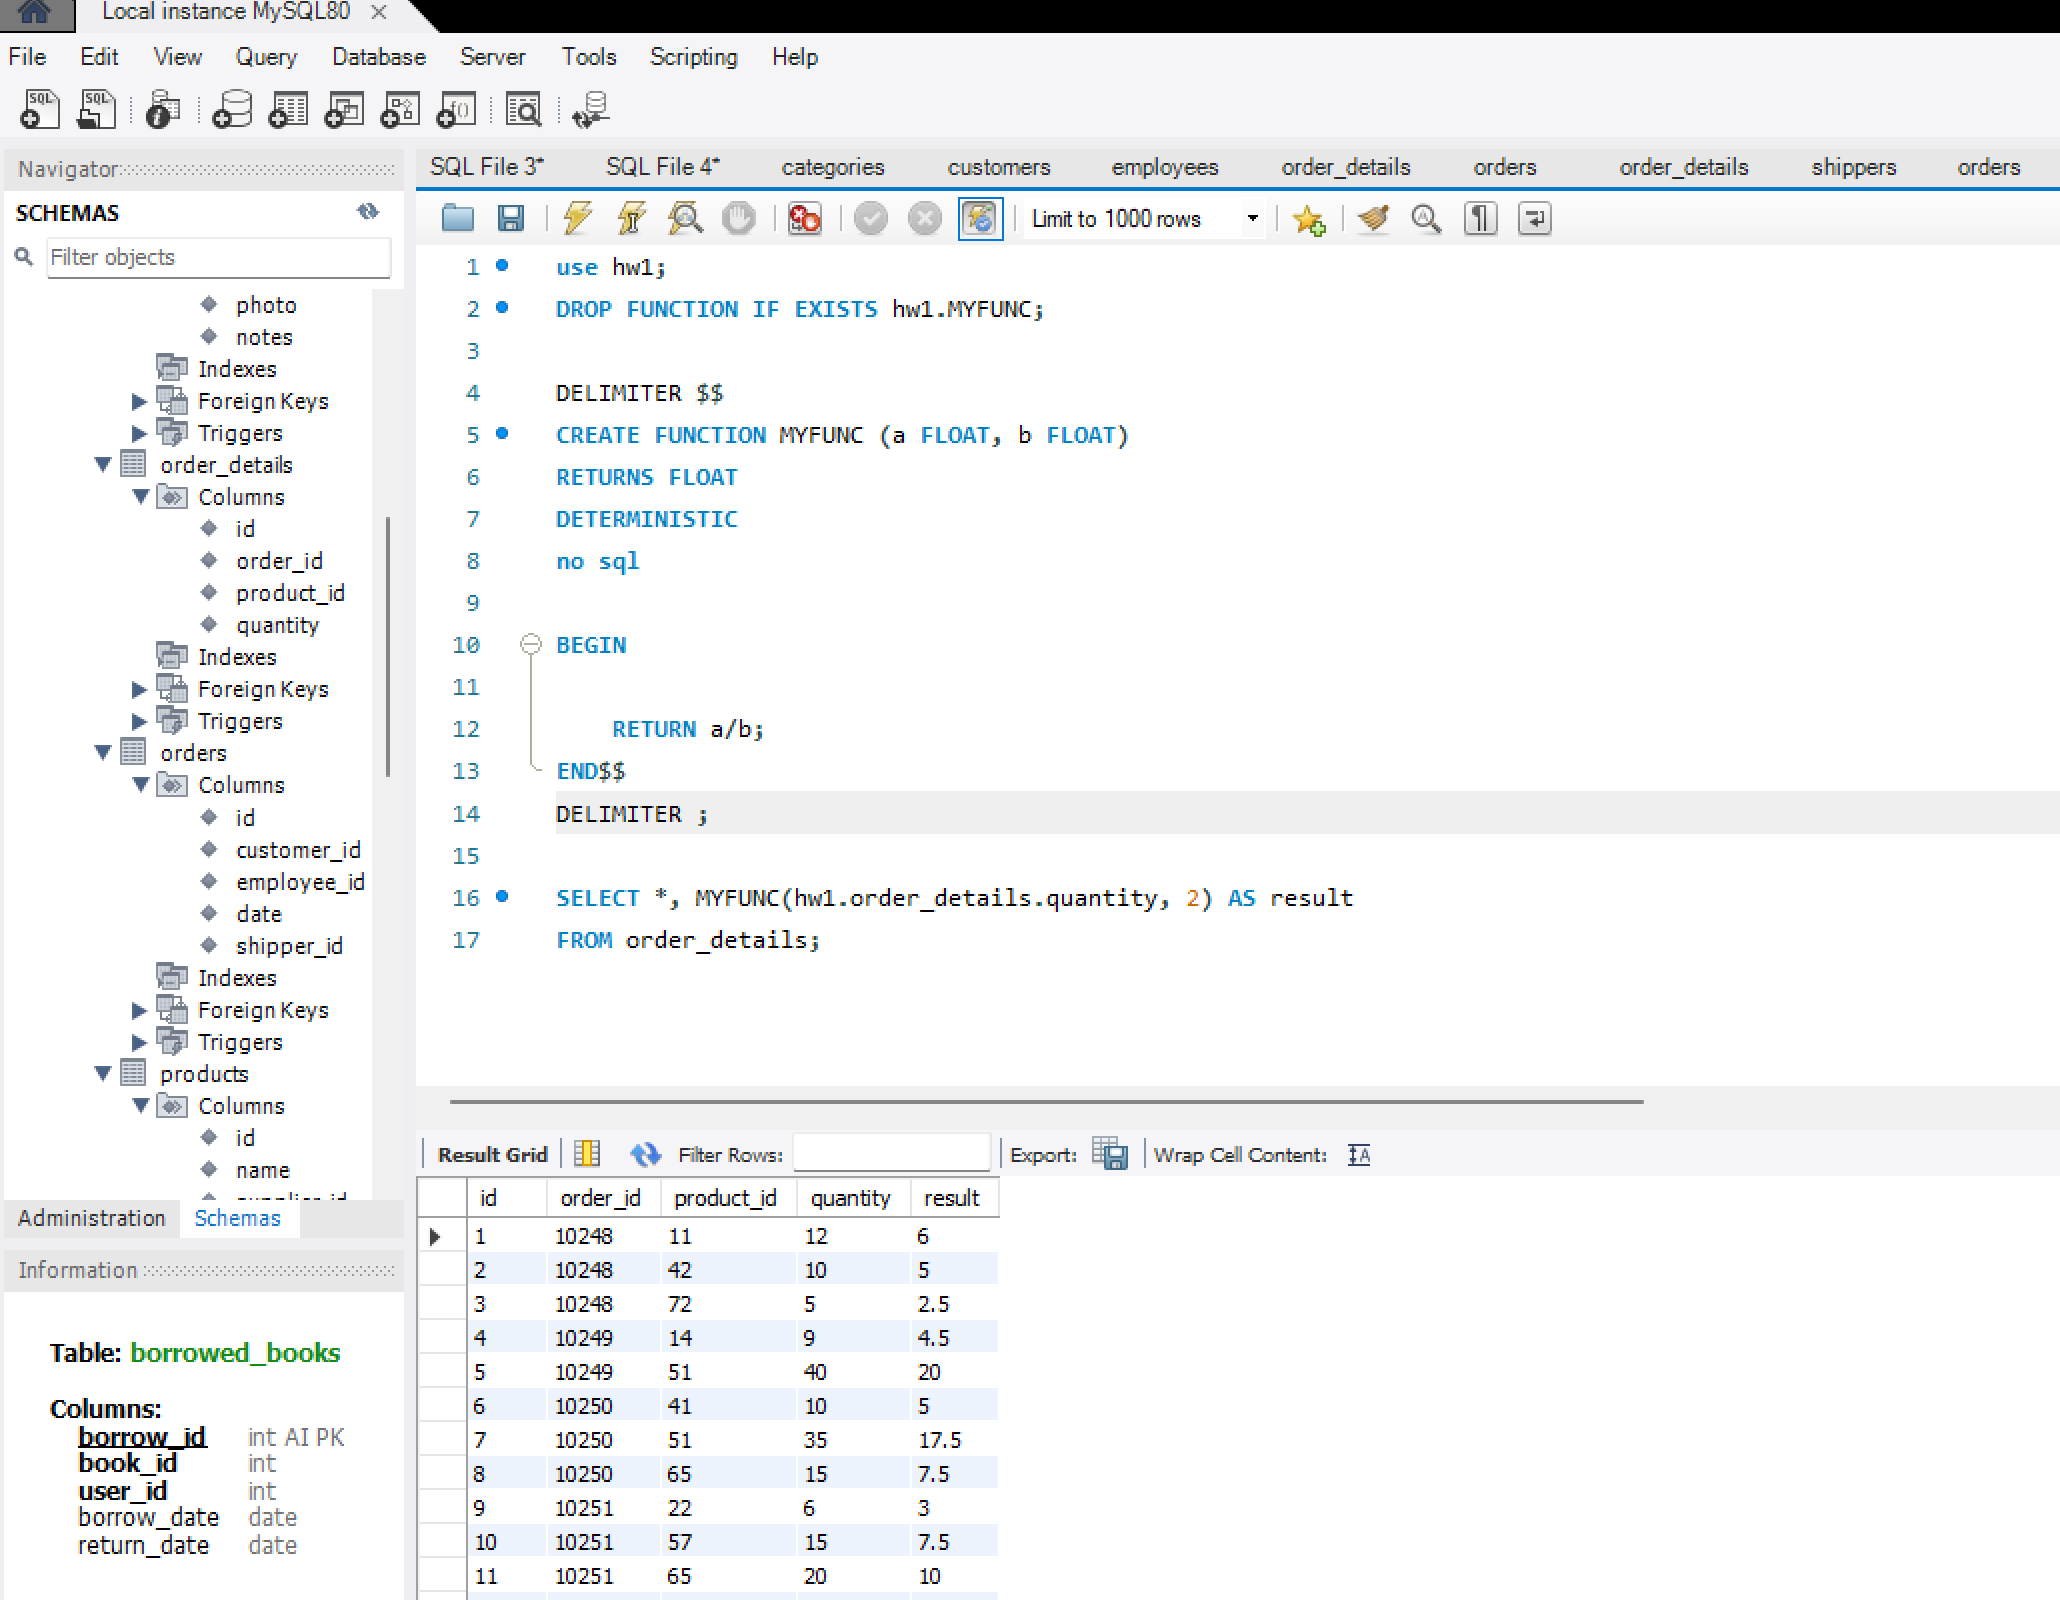 Local instance MySQL80
File Edit View Query Database Server Tools Scripting Help
Navigator
SCHEMAS
Filter objects
photo
notes
Indexes
Foreign Keys
Triggers
order_details
Columns
id
order_id
product_id
quantity
Indexes
Foreign Keys
Triggers
orders
Columns
id
customer_id
employee_id
date
shipper_id
Indexes
Foreign Keys
Triggers
products
Columns
id
name
supplier_id
Administration Schemas
Information
Table: borrowed_books
Columns:
borrow_id int AI PK
book_id int
user_id int
borrow_date date
return_date date
SQL File 3* SQL File 4* categories customers employees order_details orders order_details shippers orders
Limit to 1000 rows
1 use hw1;
2 DROP FUNCTION IF EXISTS hw1.MYFUNC;
3
4 DELIMITER $$
5 CREATE FUNCTION MYFUNC (a FLOAT, b FLOAT)
6 RETURNS FLOAT
7 DETERMINISTIC
8 no sql
9
10 BEGIN
11
12 RETURN a/b;
13 END$$
14 DELIMITER ;
15
16 SELECT *, MYFUNC(hw1.order_details.quantity, 2) AS result
17 FROM order_details;
Result Grid Filter Rows: Export: Wrap Cell Content:
id order_id product_id quantity result
1 10248 11 12 6
2 10248 42 10 5
3 10248 72 5 2.5
4 10249 14 9 4.5
5 10249 51 40 20
6 10250 41 10 5
7 10250 51 35 17.5
8 10250 65 15 7.5
9 10251 22 6 3
10 10251 57 15 7.5
11 10251 65 20 10